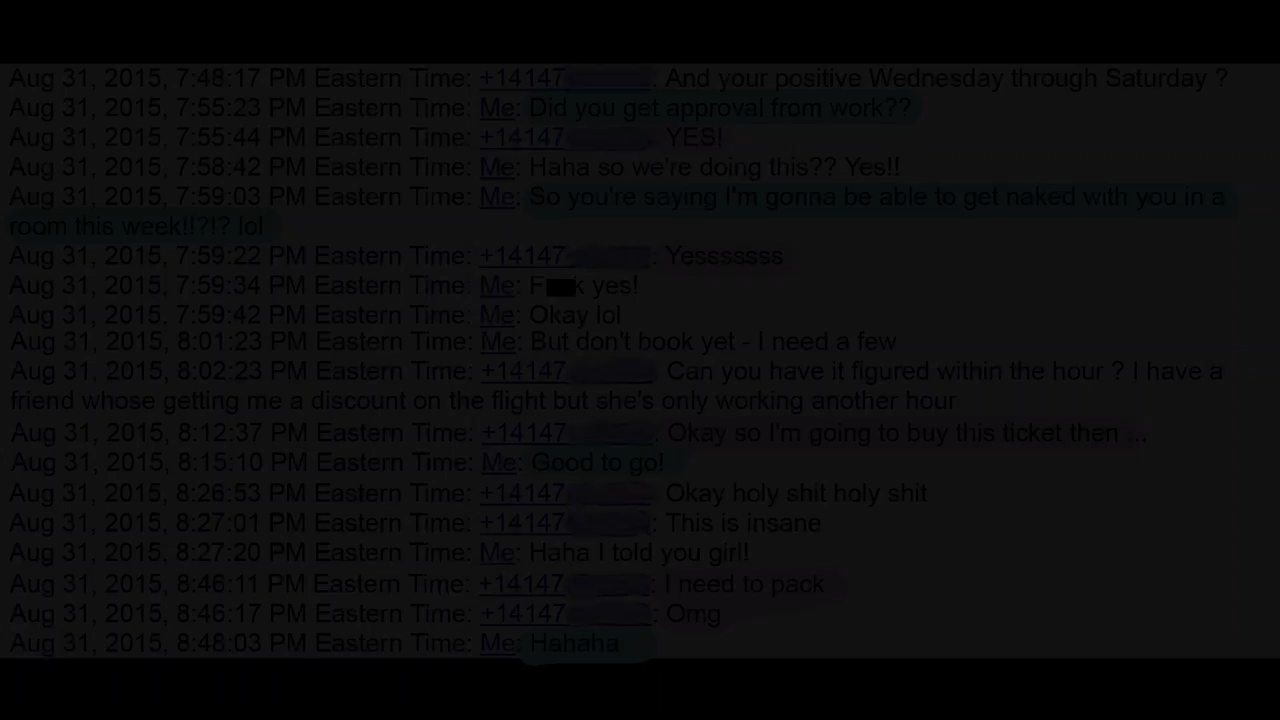 Aug 31, 2015, 7:48:17 PM Eastern Time: +14147 : And your positive Wednesday through Saturday ?
Aug 31, 2015, 7:55:23 PM Eastern Time: Me: Did you get approval from work??
Aug 31, 2015, 7:55:44 PM Eastern Time: +14147 : YES!
Aug 31, 2015, 7:58:42 PM Eastern Time: Me: Haha so we're doing this?? Yes!!
Aug 31, 2015, 7:59:03 PM Eastern Time: Me: So you're saying I'm gonna be able to get naked with you in a
room this week!!?!? lol
Aug 31, 2015, 7:59:22 PM Eastern Time: +14147- : Yesssssss
Aug 31, 2015, 7:59:34 PM Eastern Time: Me: F k yes!
Aug 31, 2015, 7:59:42 PM Eastern Time: Me: Okay lol
Aug 31, 2015, 8:01:23 PM Eastern Time: Me: But don't book yet - I need a few
Aug 31, 2015, 8:02:23 PM Eastern Time: +14147 : Can you have it figured within the hour ? I have a
friend whose getting me a discount on the flight but she's only working another hour
Aug 31, 2015, 8:12:37 PM Eastern Time: +14147 : Okay so I'm going to buy this ticket then ...
Aug 31, 2015, 8:15:10 PM Eastern Time: Me: Good to go!
Aug 31, 2015, 8:26:53 PM Eastern Time: +14147 : Okay holy shit holy shit
Aug 31, 2015, 8:27:01 PM Eastern Time: +14147 : This is insane
Aug 31, 2015, 8:27:20 PM Eastern Time: Me: Haha I told you girl!
Aug 31, 2015, 8:46:11 PM Eastern Time: +14147 : I need to pack
Aug 31, 2015, 8:46:17 PM Eastern Time: +14147 : Omg
Aug 31, 2015, 8:48:03 PM Eastern Time: Me: Hahaha